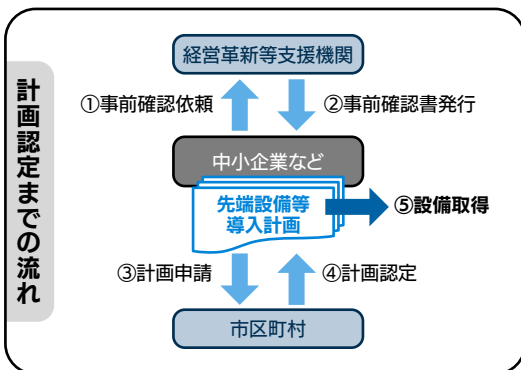 計画認定までの流れ
経営革新等支援機関
①事前確認依頼
②事前確認書発行
中小企業など
先端設備等
導入計画
⑤設備取得
③計画申請
④計画認定
市区町村